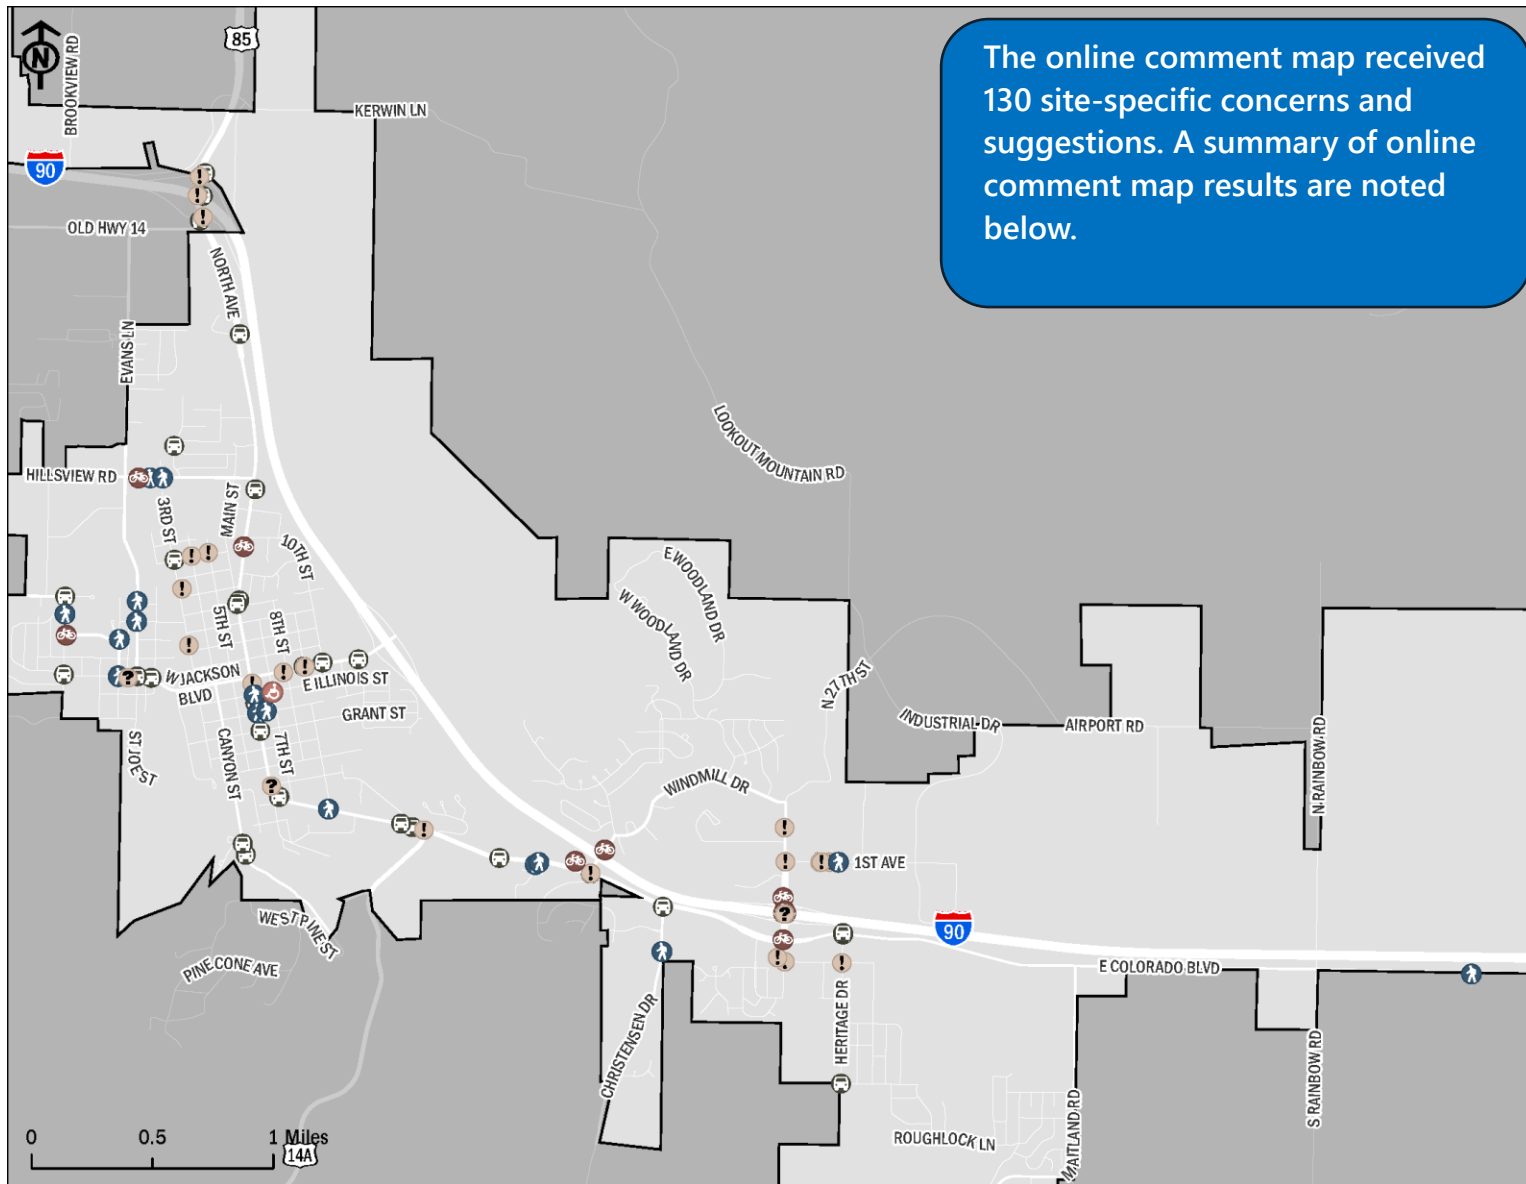 The online comment map received
130 site-specific concerns and
suggestions. A summary of online
comment map results are noted
below.
N
BROOKVIEW RD
85
KERWIN LN
90
OLD HWY 14
NORTH AVE
EVANS LN
LOOKOUT MOUNTAIN RD
HILLSVIEW RD
3RD ST
MAIN ST
10TH ST
E WOODLAND DR
W WOODLAND DR
5TH ST
8TH ST
W JACKSON
BLVD
E ILLINOIS ST
GRANT ST
N 27TH ST
INDUSTRIAL DR
AIRPORT RD
N RAINBOW RD
ST JOE ST
CANYON ST
7TH ST
WINDMILL DR
1ST AVE
WEST PINE ST
PINE CONE AVE
90
E COLORADO BLVD
CHRISTENSEN DR
HERITAGE DR
S RAINBOW RD
MAITLAND RD
ROUGHLOCK LN
0 0.5 1 Miles
14A